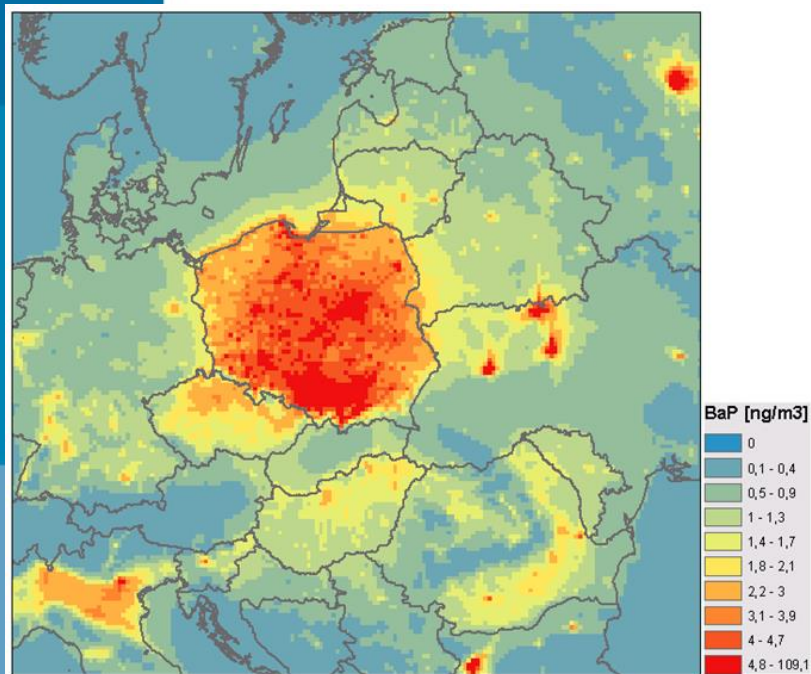 BaP [ng/m3]
0
0,1 - 0,4
0,5 - 0,9
1 - 1,3
1,4 - 1,7
1,8 - 2,1
2,2 - 3
3,1 - 3,9
4 - 4,7
4,8 - 109,1